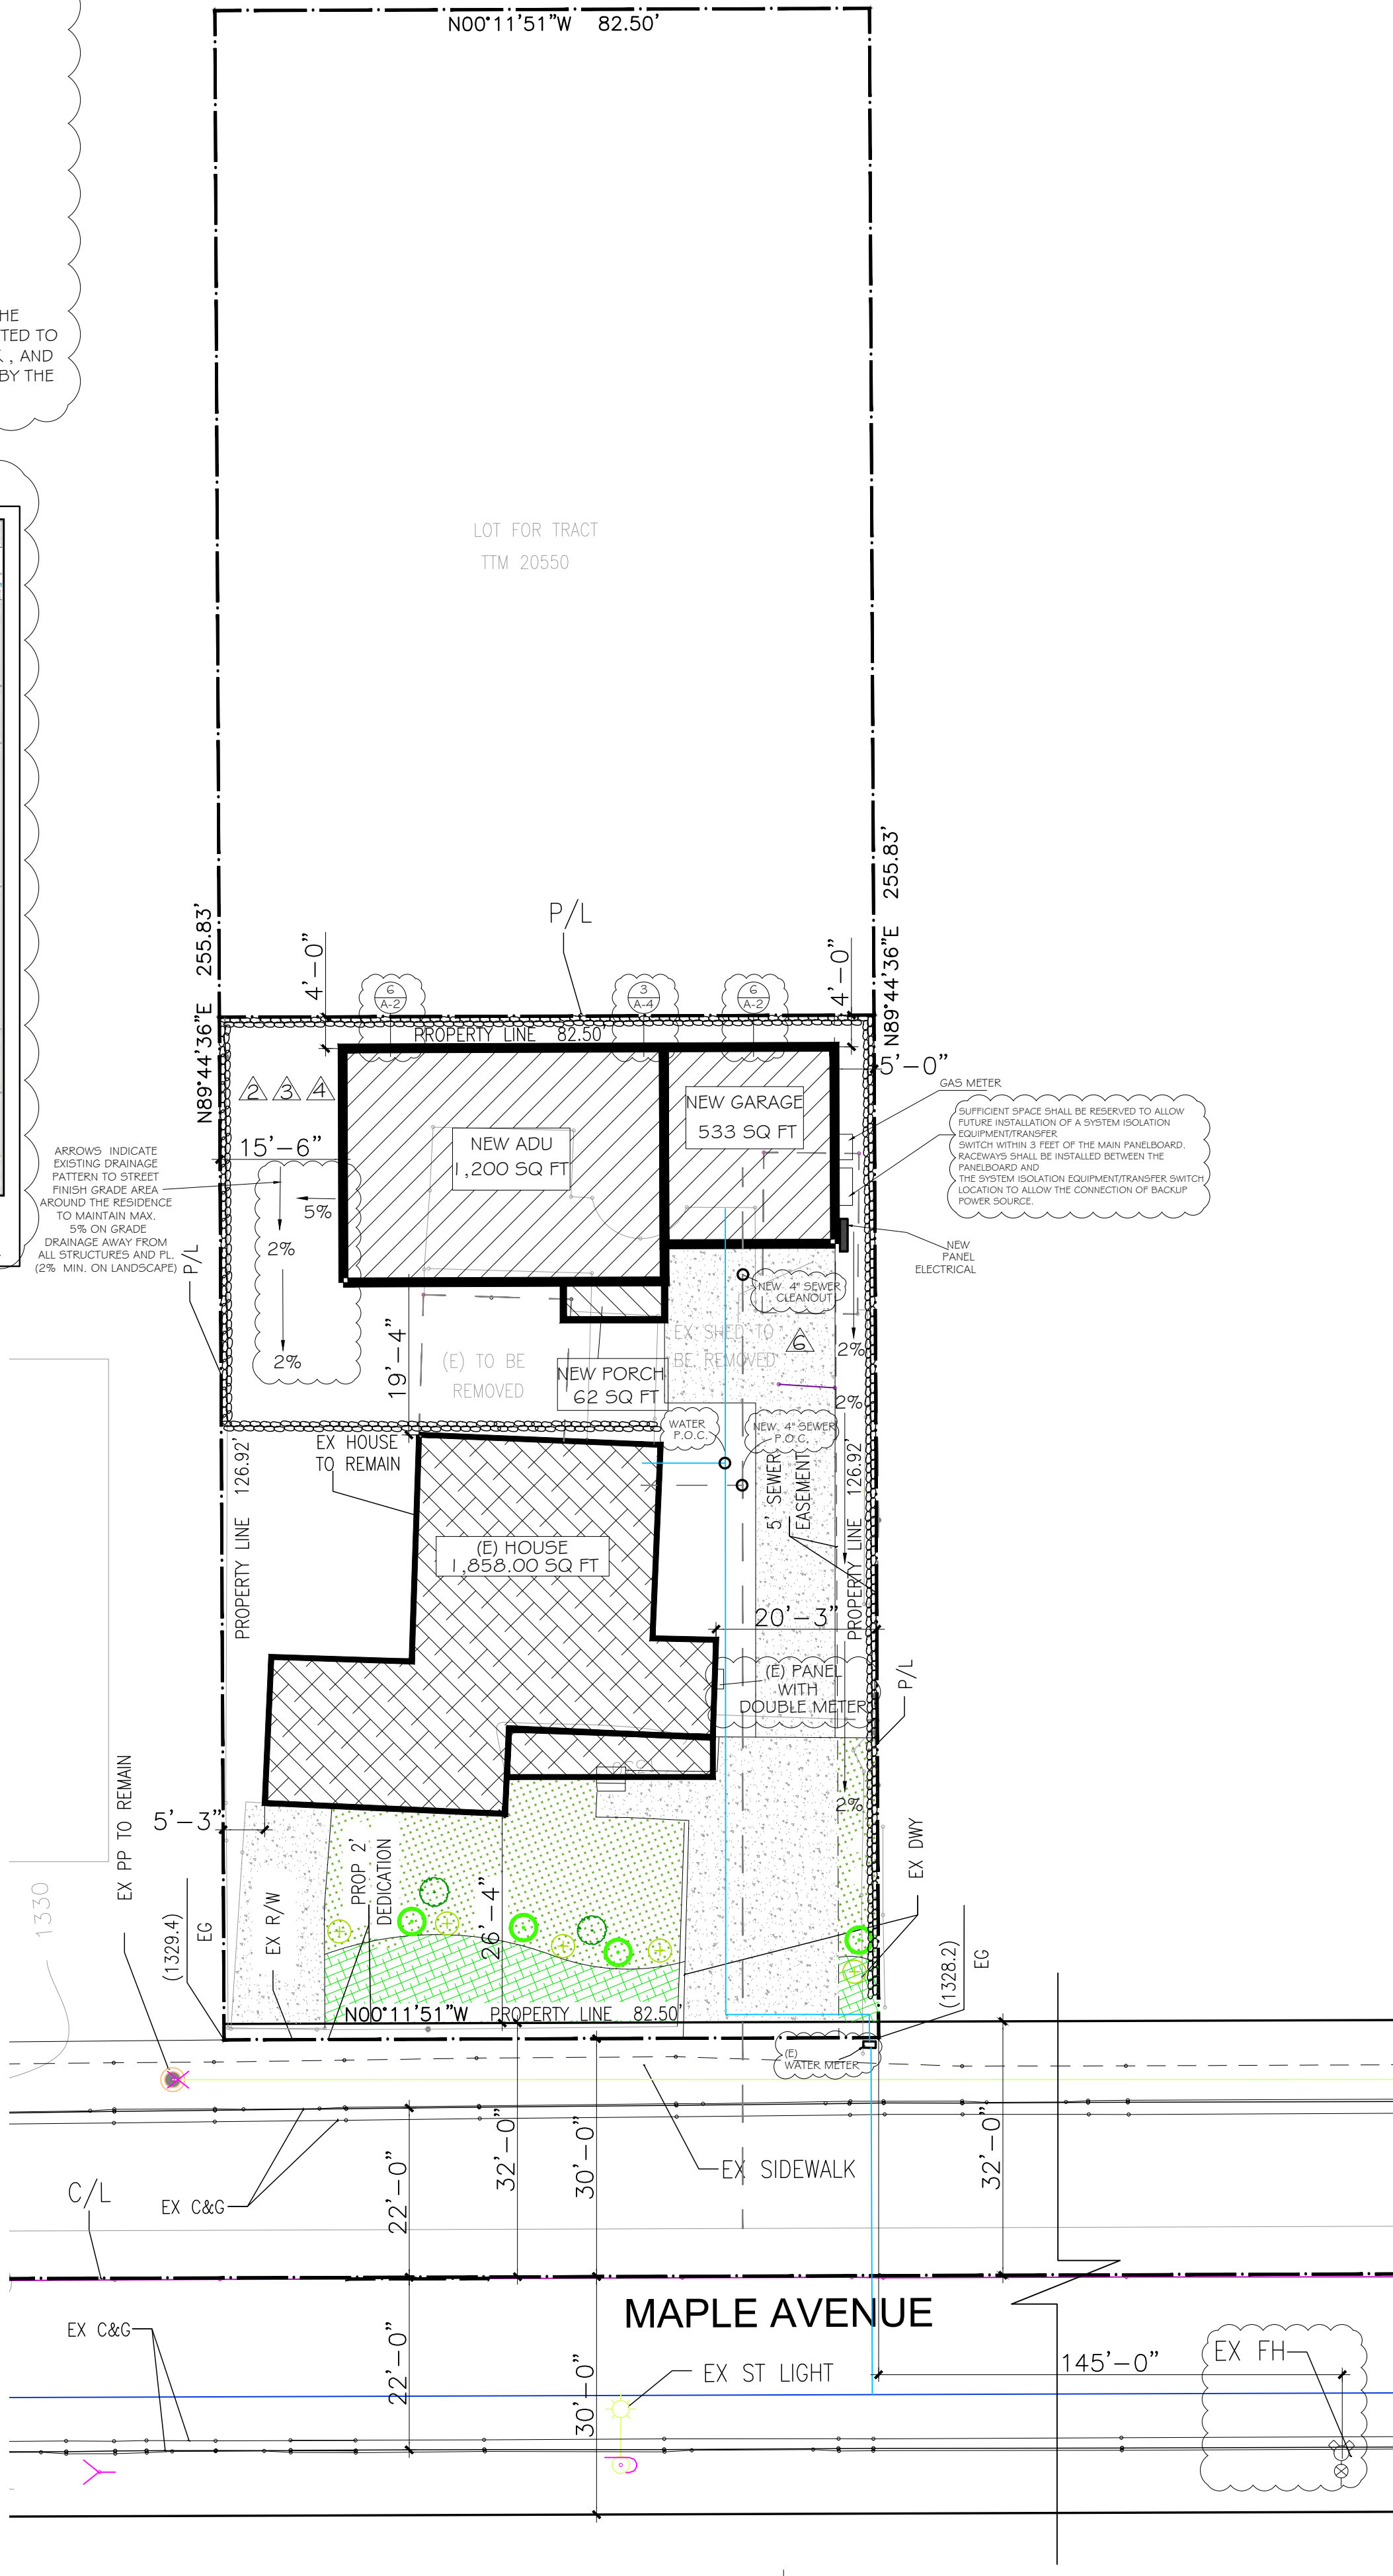 N00°11'51"W 82.50'
HE
TED TO
, AND
BY THE
LOT FOR TRACT
TTM 20550
N89°44'36"E 255.83'
N89°44'36"E 255.83'
P/L
4'-0"
4'-0"
6
A-2
3
A-4
6
A-2
PROPERTY LINE 82.50'
5'-0"
2
3
4
15'-6"
NEW GARAGE
533 SQ FT
NEW ADU
1,200 SQ FT
GAS METER
SUFFICIENT SPACE SHALL BE RESERVED TO ALLOW
FUTURE INSTALLATION OF A SYSTEM ISOLATION
EQUIPMENT/TRANSFER
SWITCH WITHIN 3 FEET OF THE MAIN PANELBOARD.
RACEWAYS SHALL BE INSTALLED BETWEEN THE
PANELBOARD AND
THE SYSTEM ISOLATION EQUIPMENT/TRANSFER SWITCH
LOCATION TO ALLOW THE CONNECTION OF BACKUP
POWER SOURCE.
ARROWS INDICATE
EXISTING DRAINAGE
PATTERN TO STREET
FINISH GRADE AREA
AROUND THE RESIDENCE
TO MAINTAIN MAX.
5% ON GRADE
DRAINAGE AWAY FROM
ALL STRUCTURES AND PL.
(2% MIN. ON LANDSCAPE)
P/L
5%
2%
2%
NEW
PANEL
ELECTRICAL
NEW 4" SEWER
CLEANOUT
EX SHED TO
BE REMOVED
6
2%
2%
19'-4"
(E) TO BE
REMOVED
NEW PORCH
62 SQ FT
WATER
P.O.C.
NEW 4" SEWER
P.O.C.
EX HOUSE
TO REMAIN
PROPERTY LINE 126.92'
5' SEWER
EASEMENT
PROPERTY LINE 126.92'
(E) HOUSE
1,858.00 SQ FT
20'-3"
(E) PANEL
WITH
DOUBLE METER
P/L
2%
5'-3"
EX PP TO REMAIN
1330
(1329.4)
EG
EX R/W
PROP 2'
DEDICATION
26'-4"
EX DWY
(1328.2)
EG
N00°11'51"W PROPERTY LINE 82.50'
(E)
WATER METER
22'-0"
32'-0"
30'-0"
32'-0"
EX SIDEWALK
C/L
EX C&G
MAPLE AVENUE
EX C&G
22'-0"
30'-0"
EX ST LIGHT
145'-0"
EX FH